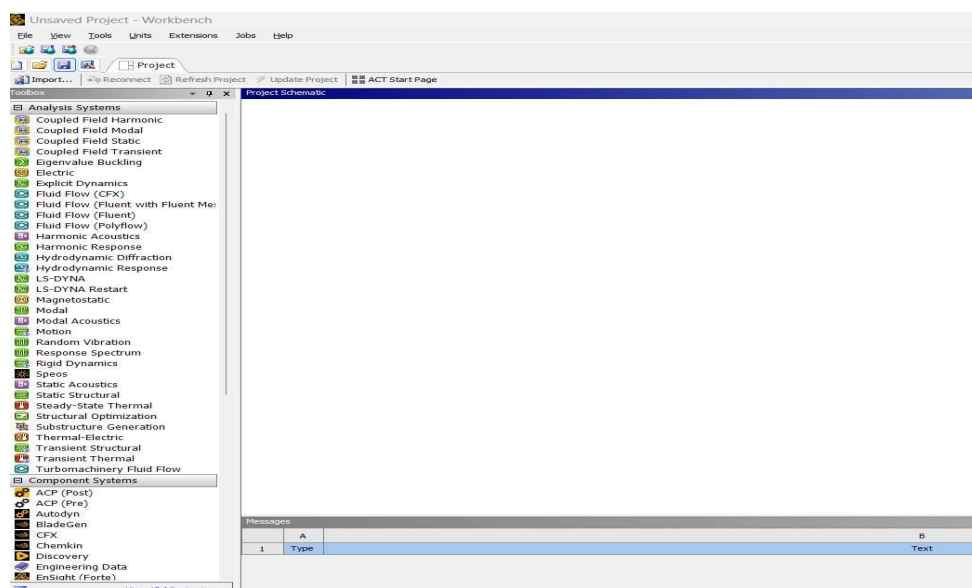 Unsaved Project - Workbench
File View Tools Units Extensions Jobs Help
Project
Import... Reconnect Refresh Project Update Project ACT Start Page
Toolbox
Project Schematic
Analysis Systems
Coupled Field Harmonic
Coupled Field Modal
Coupled Field Static
Coupled Field Transient
Eigenvalue Buckling
Electric
Explicit Dynamics
Fluid Flow (CFX)
Fluid Flow (Fluent with Fluent Me
Fluid Flow (Fluent)
Fluid Flow (Polyflow)
Harmonic Acoustics
Harmonic Response
Hydrodynamic Diffraction
Hydrodynamic Response
LS-DYNA
LS-DYNA Restart
Magnetostatic
Modal
Modal Acoustics
Motion
Random Vibration
Response Spectrum
Rigid Dynamics
Speos
Static Acoustics
Static Structural
Steady-State Thermal
Structural Optimization
Substructure Generation
Thermal-Electric
Transient Structural
Transient Thermal
Turbomachinery Fluid Flow
Component Systems
ACP (Post)
ACP (Pre)
Autodyn
BladeGen
CFX
Chemkin
Discovery
Engineering Data
EnSight (Forte)
Messages
A B
1 Type Text